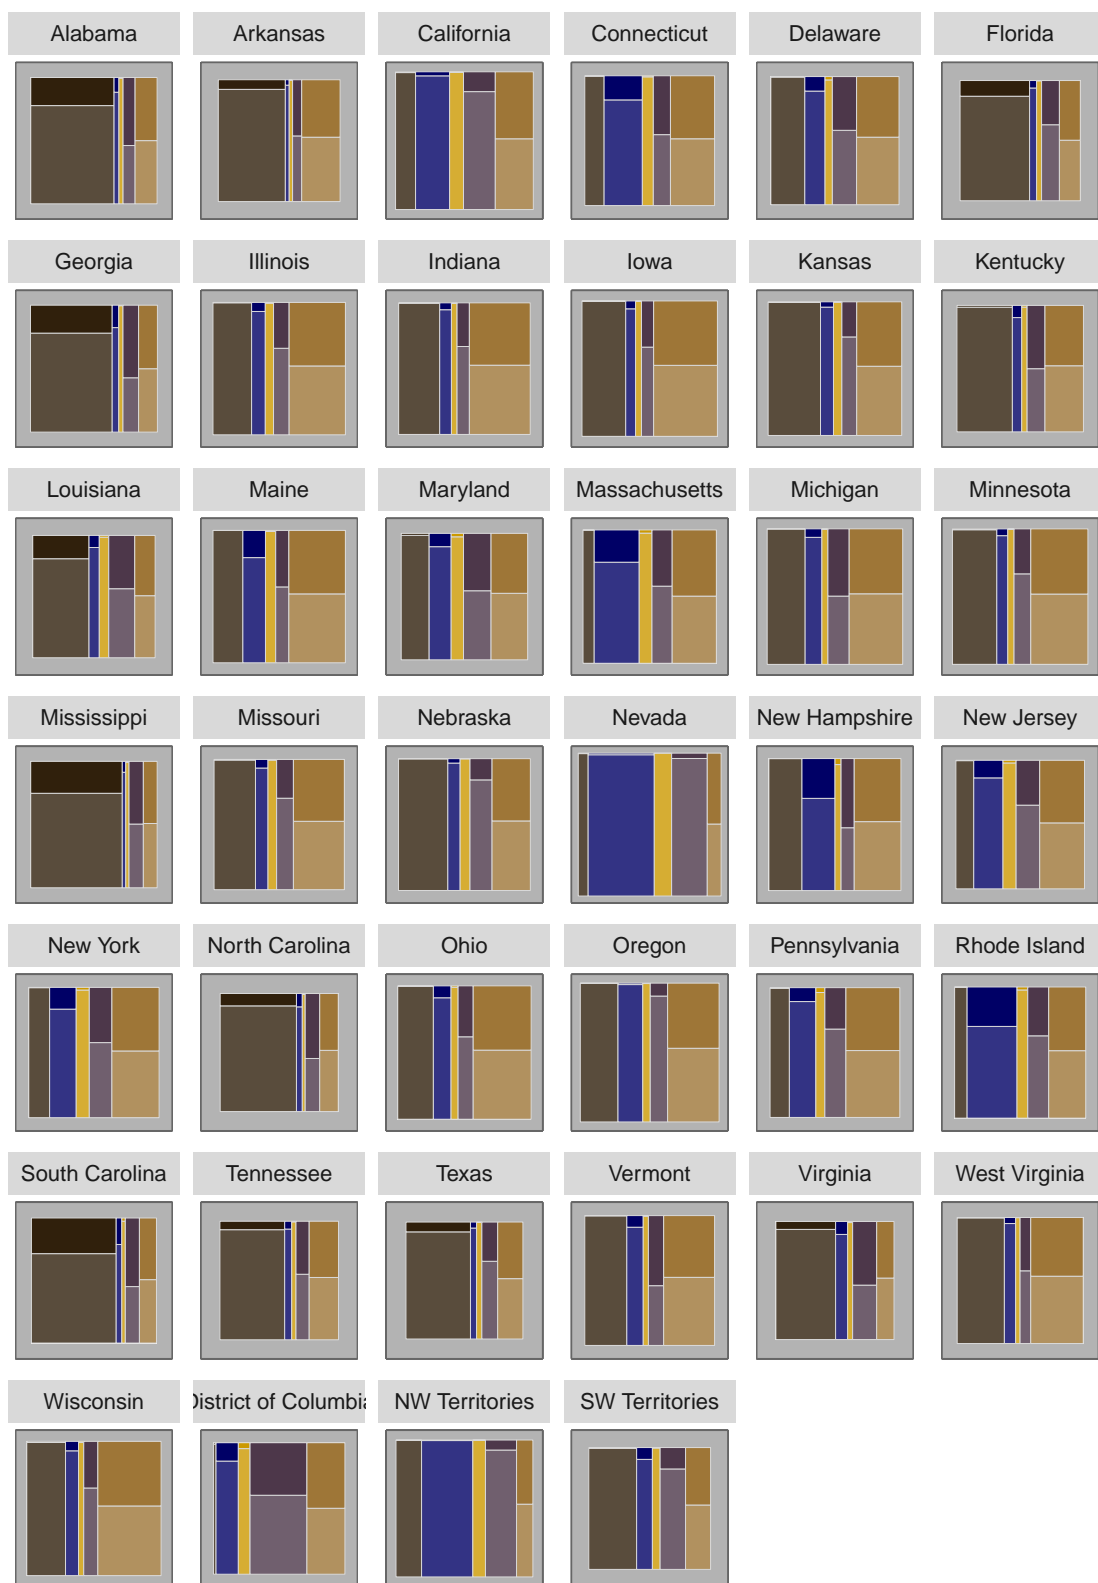 Alabama
Arkansas
California
Connecticut
Delaware
Florida
Georgia
Illinois
Indiana
Iowa
Kansas
Kentucky
Louisiana
Maine
Maryland
Massachusetts
Michigan
Minnesota
Mississippi
Missouri
Nebraska
Nevada
New Hampshire
New Jersey
New York
North Carolina
Ohio
Oregon
Pennsylvania
Rhode Island
South Carolina
Tennessee
Texas
Vermont
Virginia
West Virginia
Wisconsin
District of Columbia
NW Territories
SW Territories